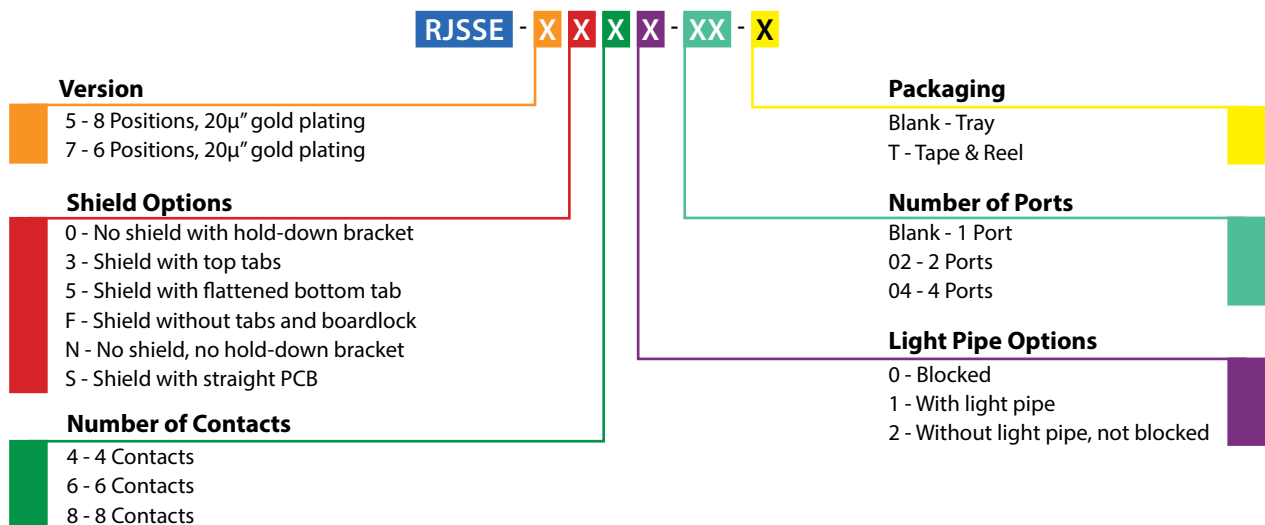 RJSSE - X X X X - XX - X
Version
5 - 8 Positions, 20µ” gold plating
7 - 6 Positions, 20µ” gold plating
Shield Options
0 - No shield with hold-down bracket
3 - Shield with top tabs
5 - Shield with flattened bottom tab
F - Shield without tabs and boardlock
N - No shield, no hold-down bracket
S - Shield with straight PCB
Number of Contacts
4 - 4 Contacts
6 - 6 Contacts
8 - 8 Contacts
Packaging
Blank - Tray
T - Tape & Reel
Number of Ports
Blank - 1 Port
02 - 2 Ports
04 - 4 Ports
Light Pipe Options
0 - Blocked
1 - With light pipe
2 - Without light pipe, not blocked